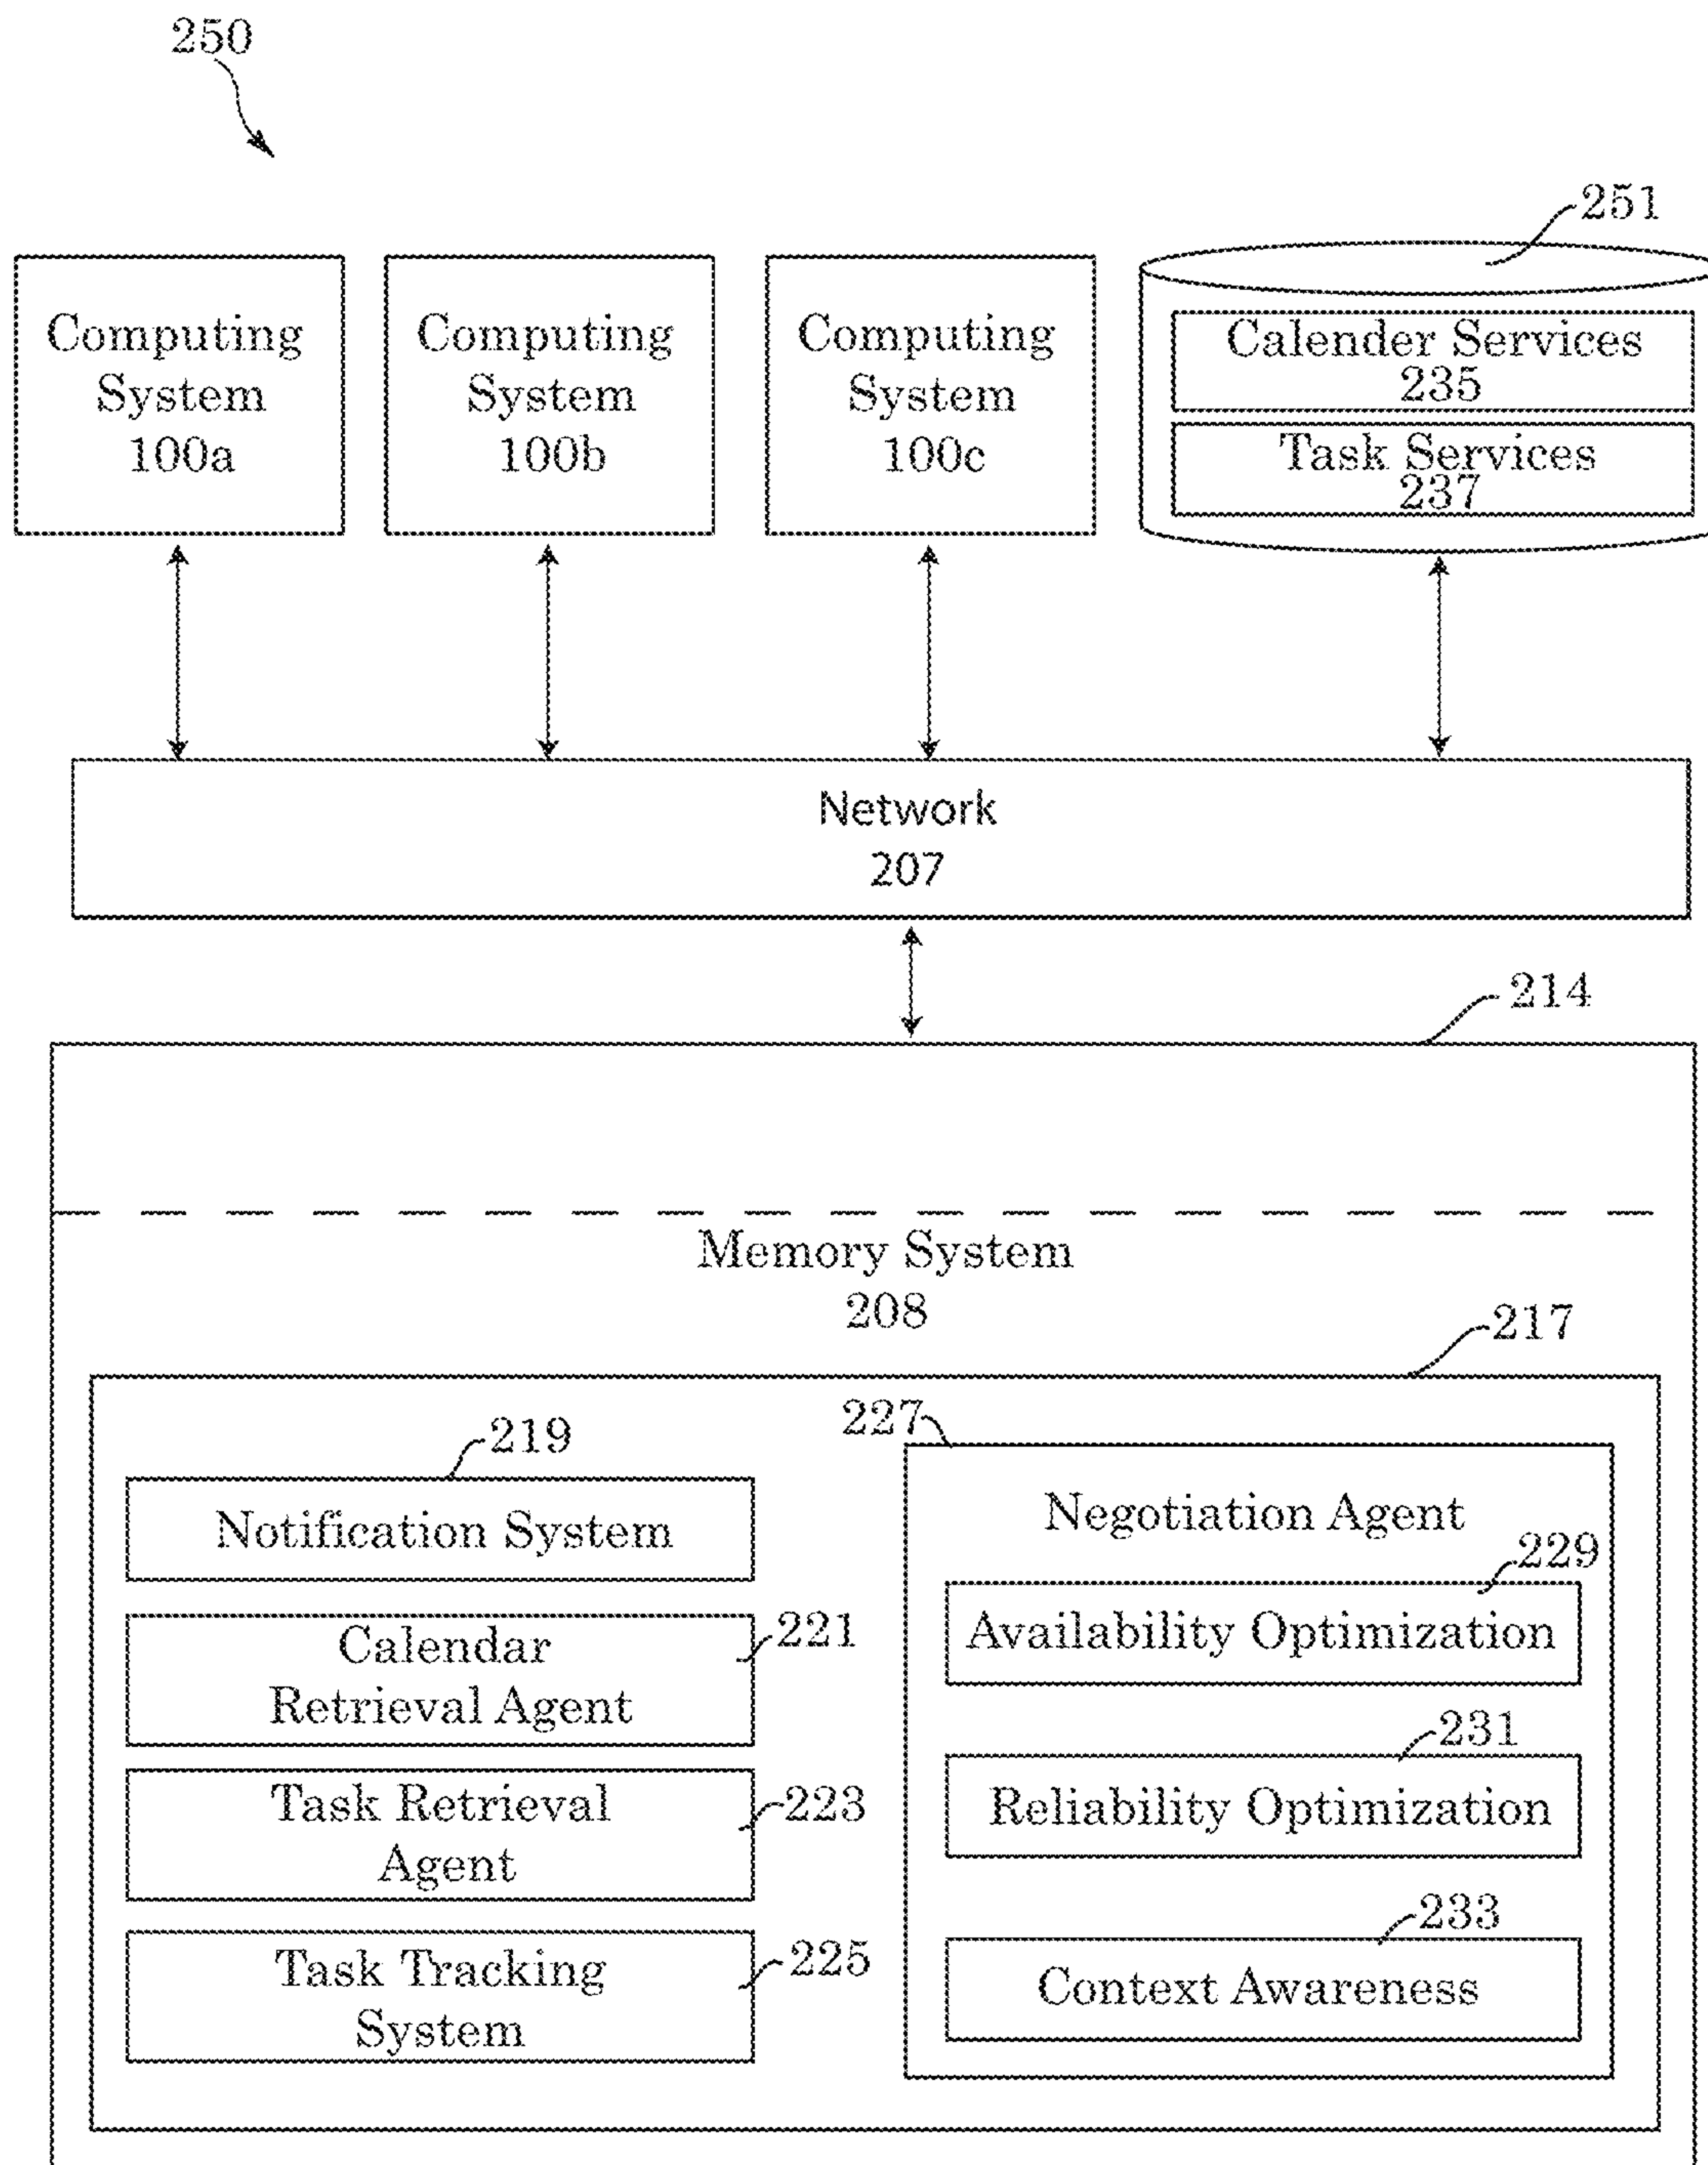 250
251
Computing
System
100a
Computing
System
100b
Computing
System
100c
Calender Services
235
Task Services
237
Network
207
214
Memory System
208
217
219
Notification System
Calendar
Retrieval Agent
221
Task Retrieval
Agent
223
Task Tracking
System
225
227
Negotiation Agent
229
Availability Optimization
231
Reliability Optimization
233
Context Awareness